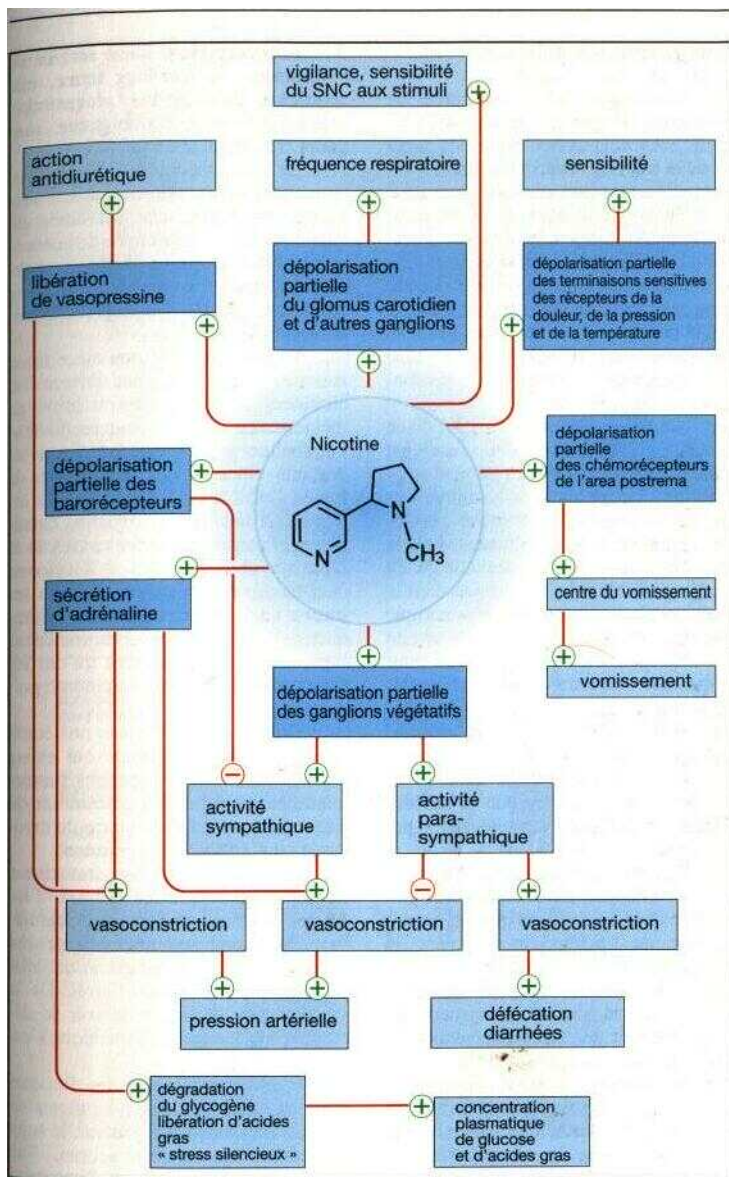 vigilance, sensibilité
du SNC aux stimuli
+
action
antidiurétique
fréquence respiratoire
sensibilité
+
+
+
libération
de vasopressine
dépolarisation
partielle
du glomus carotidien
et d'autres ganglions
dépolarisation partielle
des terminaisons sensitives
des récepteurs de la
douleur, de la pression
et de la température
+
+
+
Nicotine
N
N
CH3
dépolarisation
partielle des
barorécepteurs
+
+
dépolarisation
partielle
des chémorécepteurs
de l'area postrema
sécrétion
d'adrénaline
+
+
centre du vomissement
+
vomissement
+
dépolarisation partielle
des ganglions végétatifs
−
+
+
activité
sympathique
activité
para-
sympathique
+
+
−
+
vasoconstriction
vasoconstriction
vasoconstriction
+
+
+
pression artérielle
défécation
diarrhées
+
dégradation
du glycogène
libération d'acides
gras
« stress silencieux »
+
concentration
plasmatique
de glucose
et d'acides gras